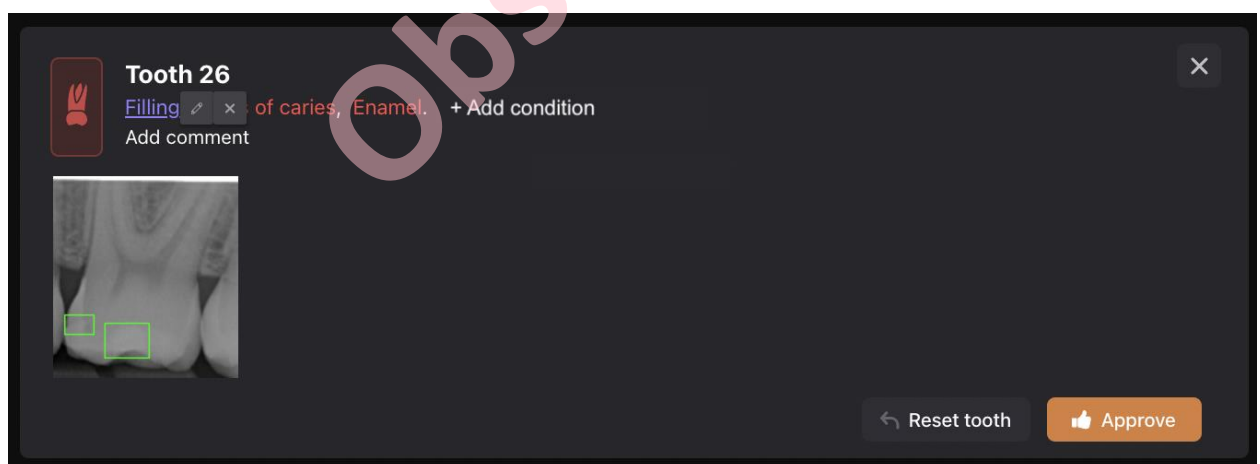 Obs
Tooth 26
Filling of caries, Enamel. + Add condition
Add comment
Reset tooth
Approve